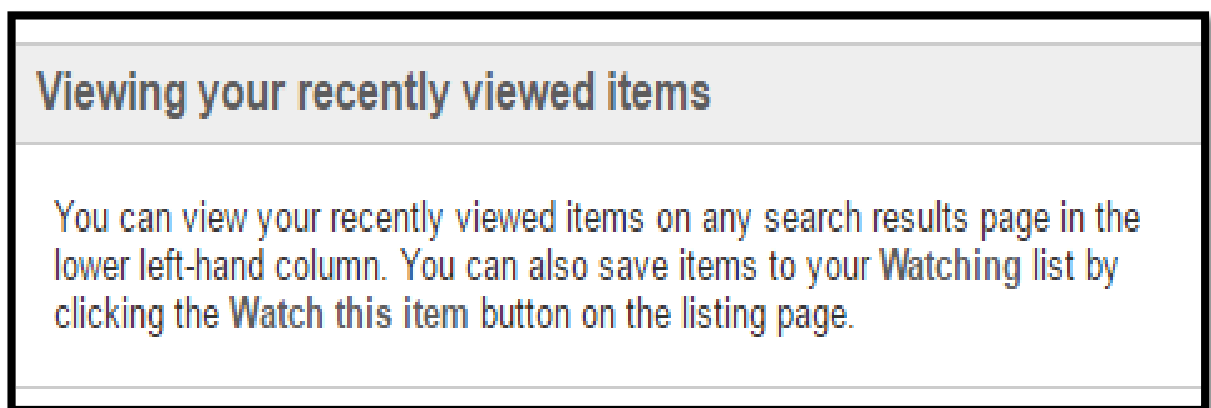 Viewing your recently viewed items
You can view your recently viewed items on any search results page in the
lower left-hand column. You can also save items to your Watching list by
clicking the Watch this item button on the listing page.